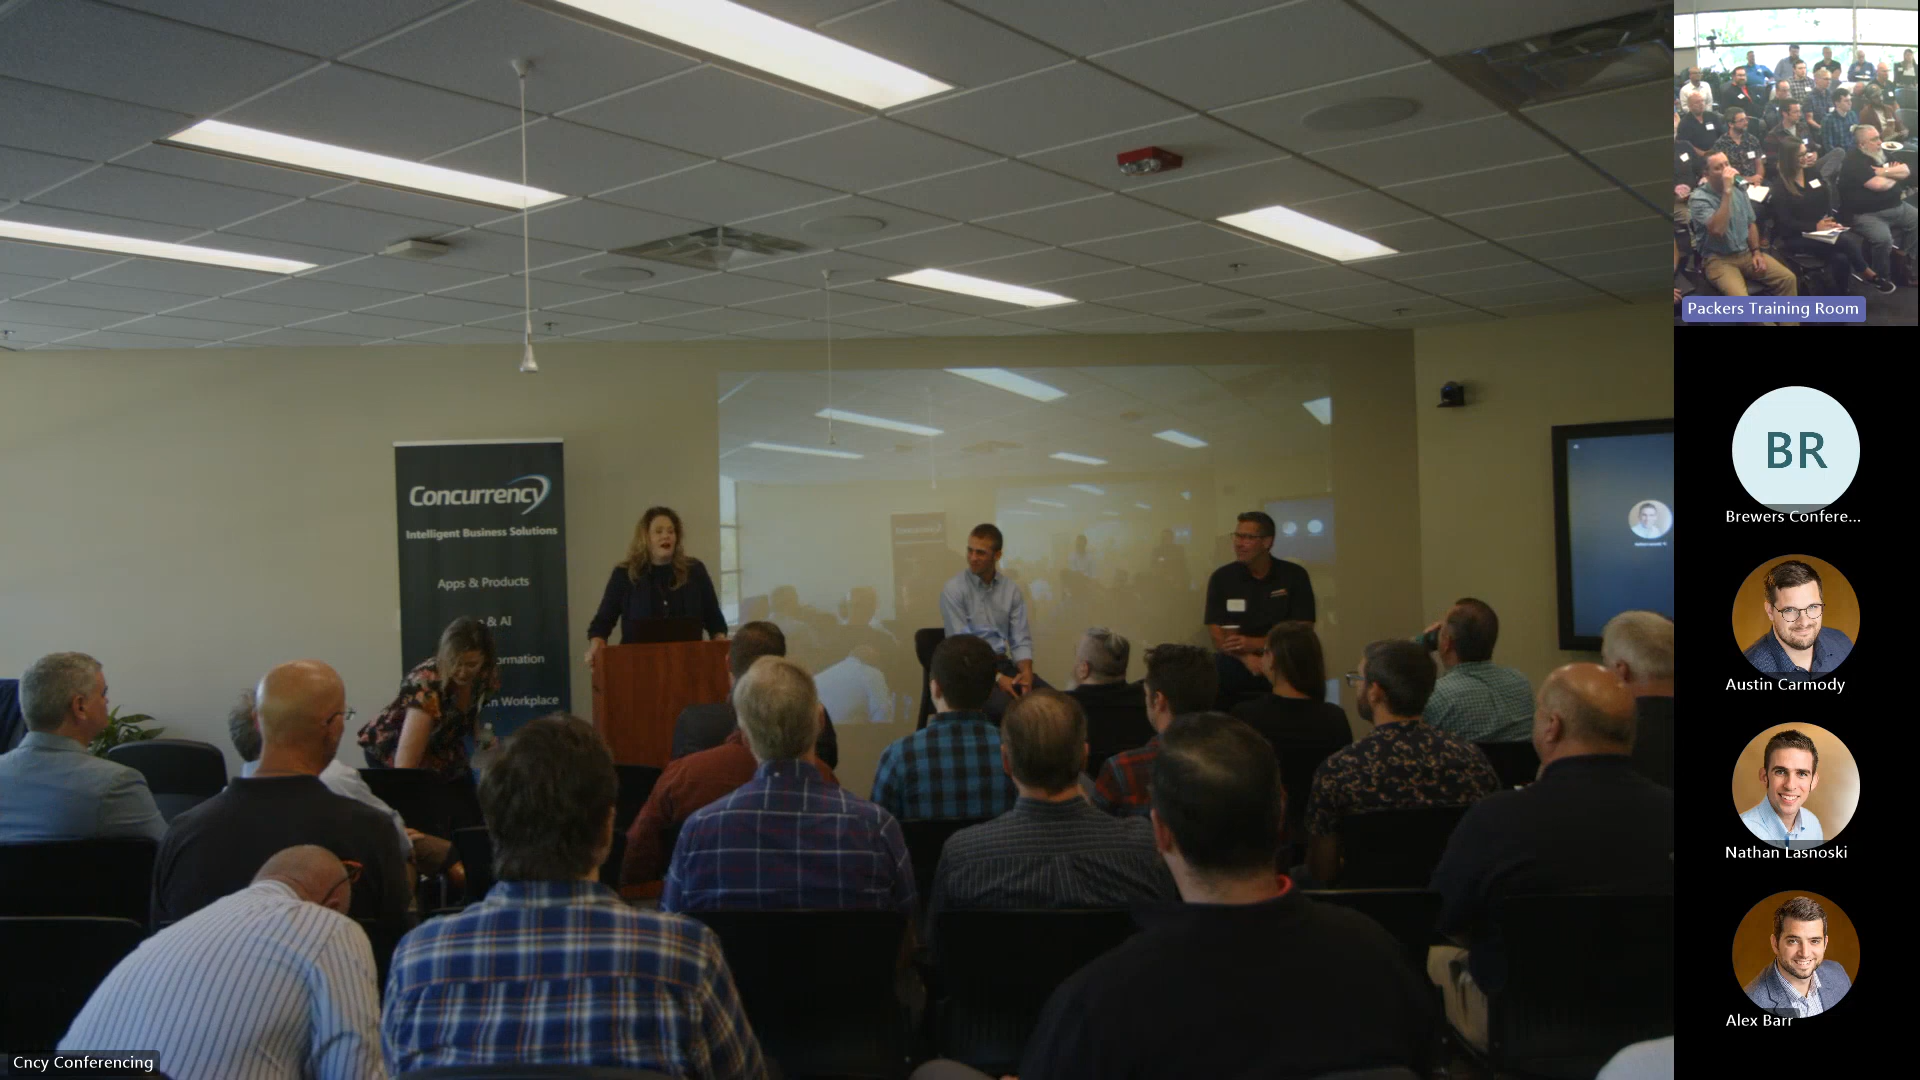 Concurrency
Intelligent Business Solutions
Apps & Products
& AI
ormation
n Workplace
Cncy Conferencing
Packers Training Room
BR
Brewers Confere...
Austin Carmody
Nathan Lasnoski
Alex Barr